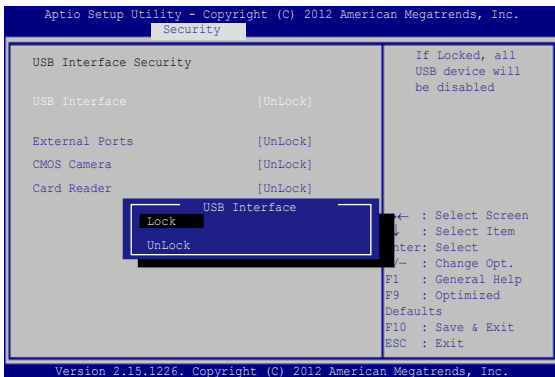 Aptio Setup Utility - Copyright (C) 2012 American Megatrends, Inc.
Security
USB Interface Security
USB Interface [UnLock]
External Ports [UnLock]
CMOS Camera [UnLock]
Card Reader [UnLock]
USB Interface
Lock
UnLock
If Locked, all
USB device will
be disabled
→← : Select Screen
↓ : Select Item
nter: Select
/— : Change Opt.
F1 : General Help
F9 : Optimized
Defaults
F10 : Save & Exit
ESC : Exit
Version 2.15.1226. Copyright (C) 2012 American Megatrends, Inc.